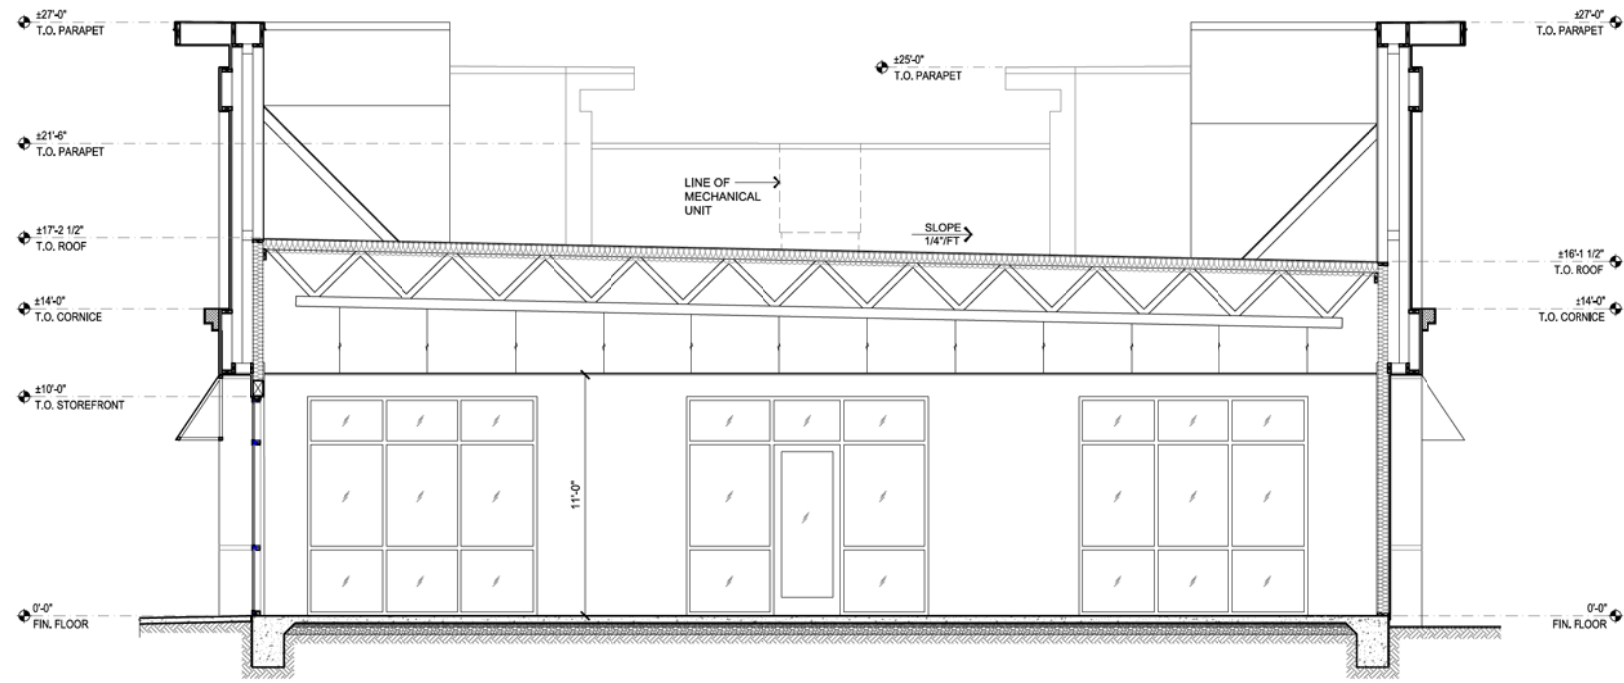 ±27'-0"
T.O. PARAPET
±27'-0"
T.O. PARAPET
±25'-0"
T.O. PARAPET
±21'-6"
T.O. PARAPET
LINE OF
MECHANICAL
UNIT
SLOPE
1/4"/FT
±17'-2 1/2"
T.O. ROOF
±16'-1 1/2"
T.O. ROOF
±14'-0"
T.O. CORNICE
±14'-0"
T.O. CORNICE
±10'-0"
T.O. STOREFRONT
11'-0"
0'-0"
FIN. FLOOR
0'-0"
FIN. FLOOR